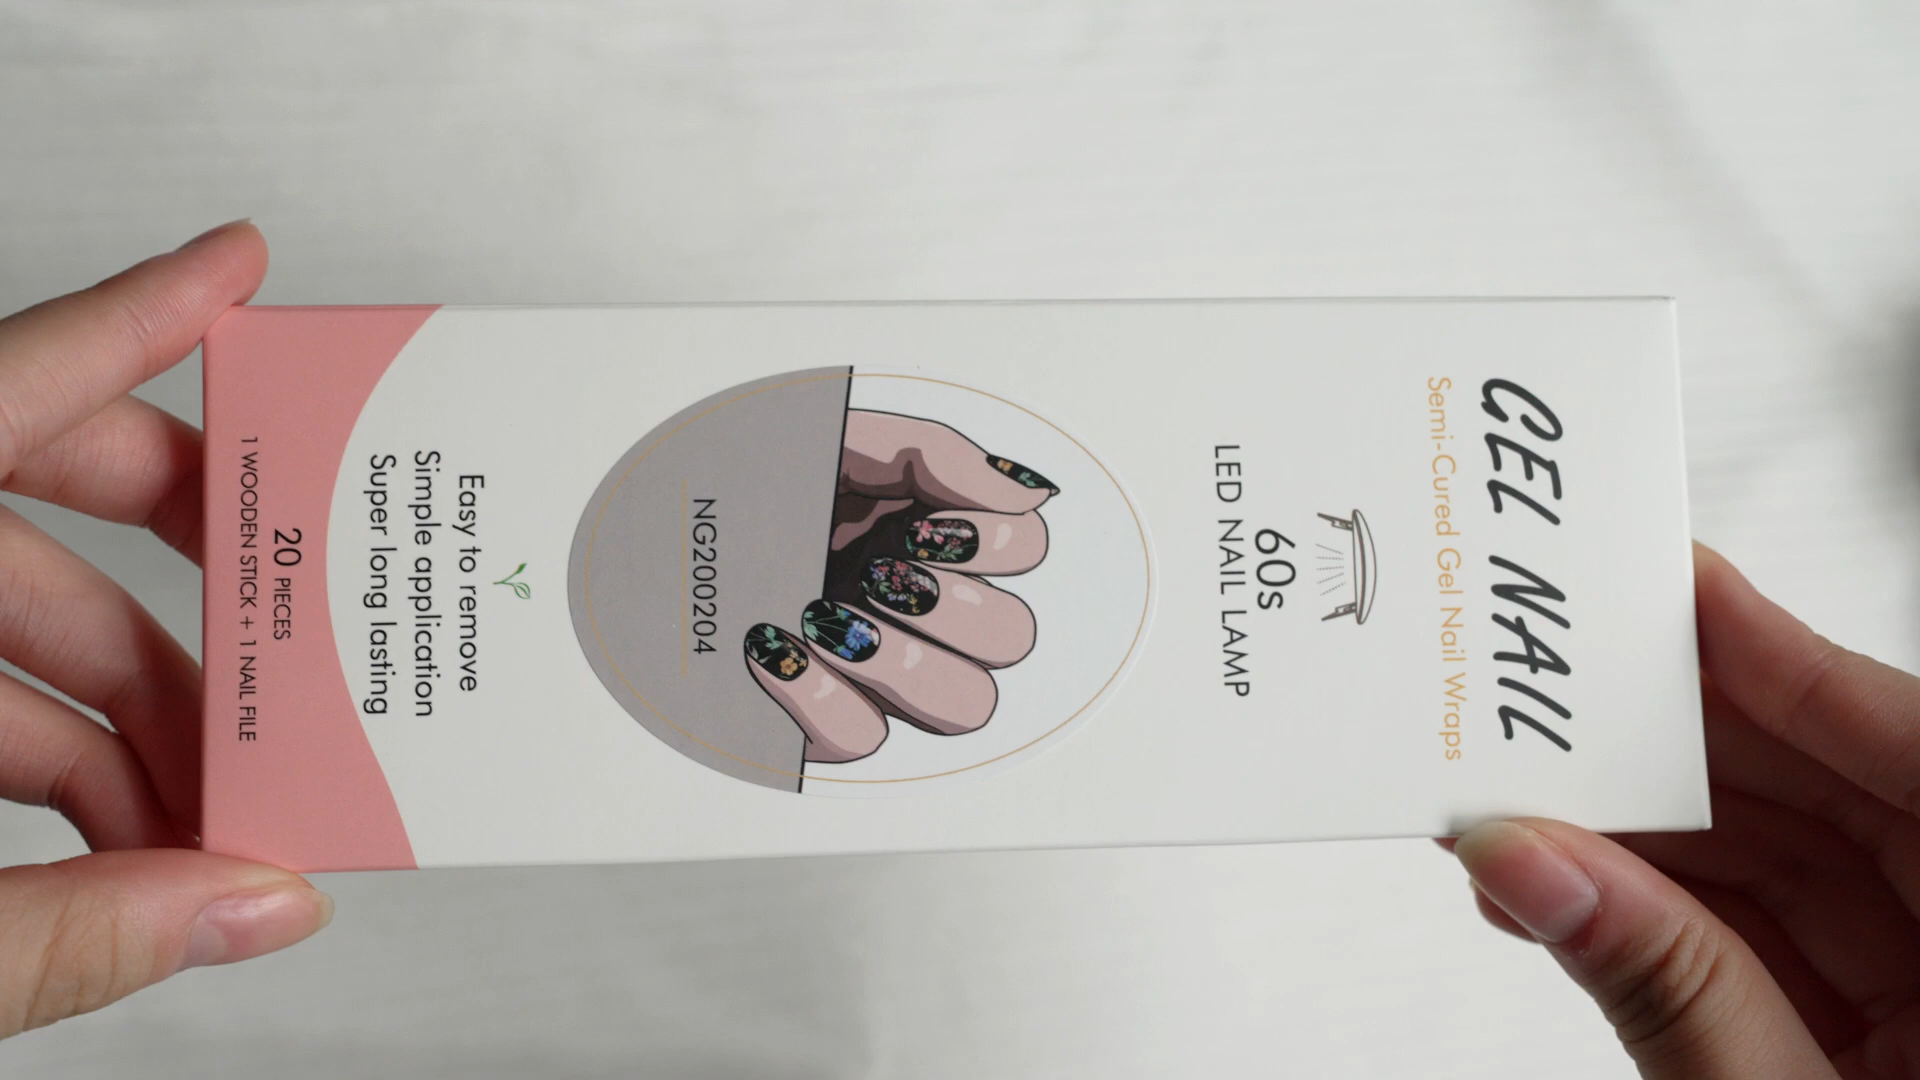 GEL NAIL
Semi-Cured Gel Nail Wraps
60s
LED NAIL LAMP
NG200204
Easy to remove
Simple application
Super long lasting
20 PIECES
1 WOODEN STICK + 1 NAIL FILE